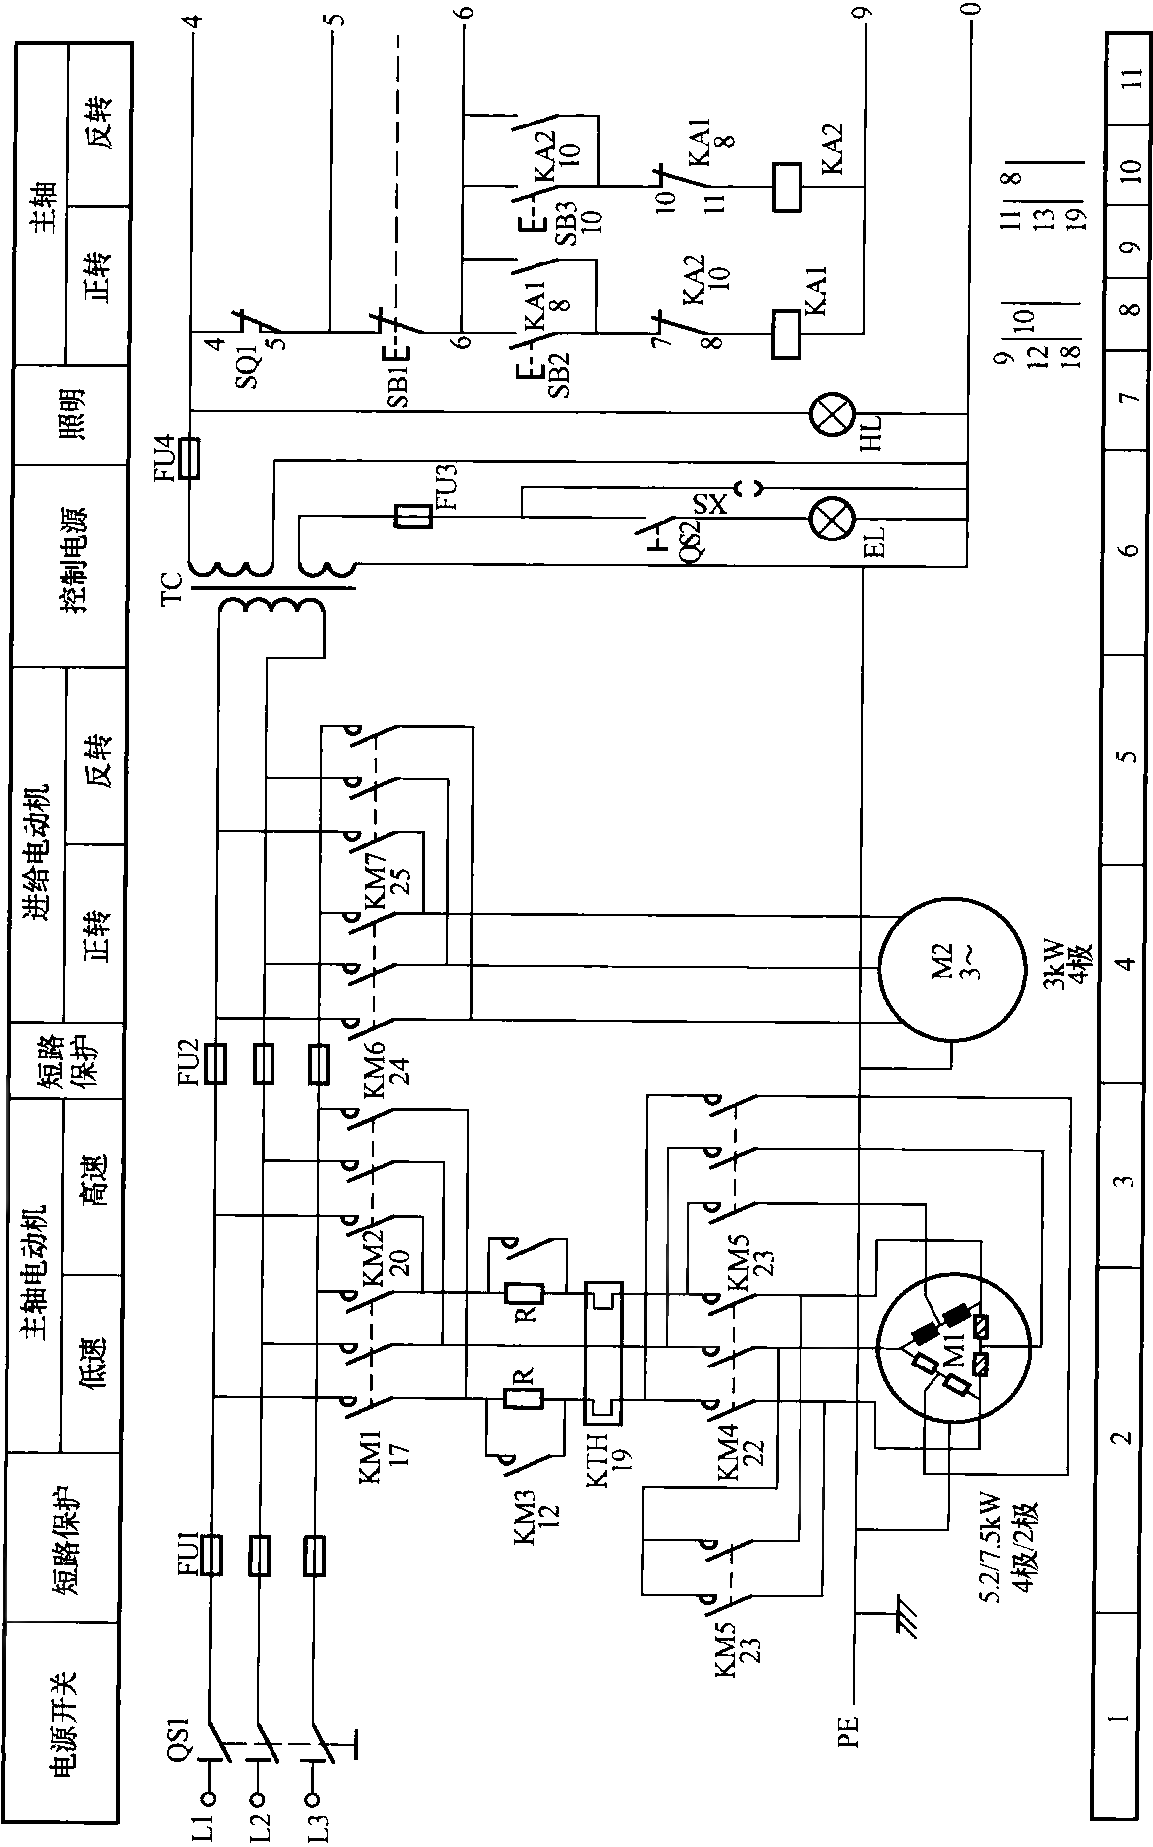 电源开关
短路保护
主轴电动机
低速
高速
短路
保护
进给电动机
正转
反转
控制电源
照明
主轴
正转
反转
L1
L2
L3
QS1
FU1
FU2
TC
FU4
4
5
6
9
0
KM1
17
KM2
20
KM6
24
KM7
25
KM3
12
R
R
KTH
19
KM5
23
KM4
22
KM5
23
PE
M1
5.2/7.5kW
4极/2极
M2
3~
3kW
4极
FU3
SX
QS2
EL
HL
4
SQ1
5
SB1
6
SB2
KA1
8
7
KA2
10
8
KA1
SB3
10
KA2
10
10
KA1
8
11
KA2
9
10
12
18
11
8
13
19
1
2
3
4
5
6
7
8
9
10
11